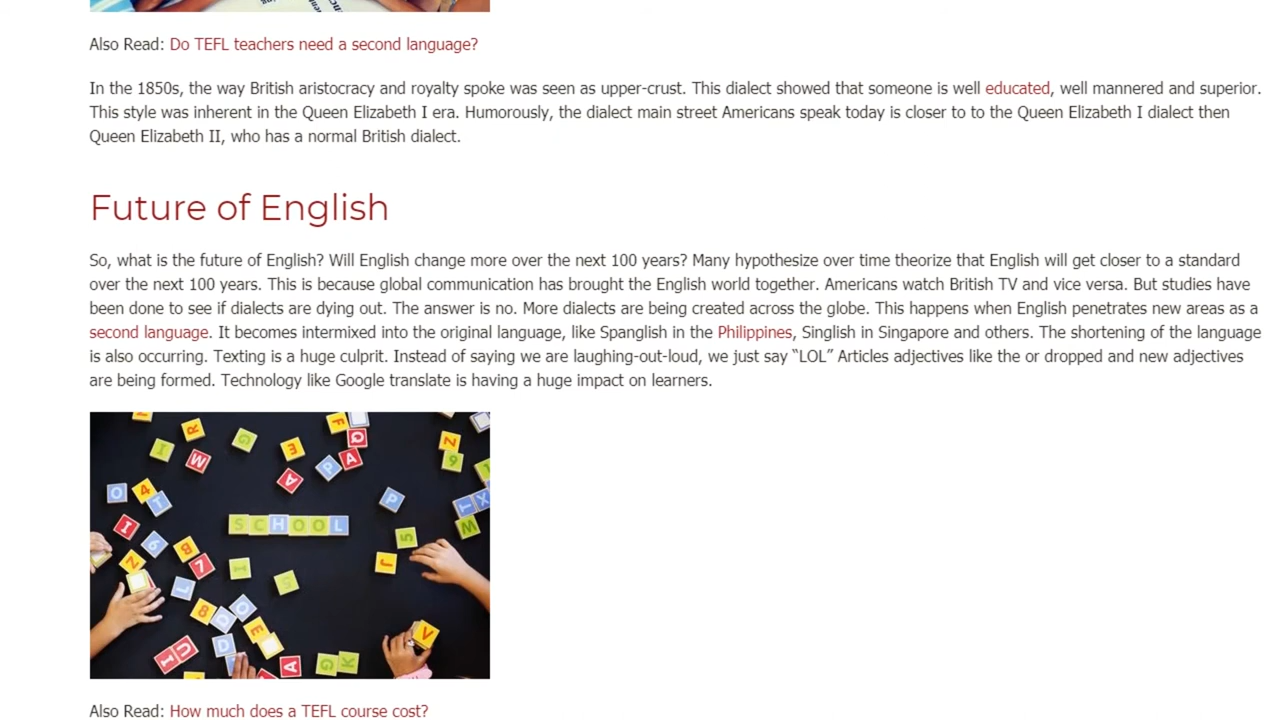 Also Read: Do TEFL teachers need a second language?
In the 1850s, the way British aristocracy and royalty spoke was seen as upper-crust. This dialect showed that someone is well educated, well mannered and superior.
This style was inherent in the Queen Elizabeth I era. Humorously, the dialect main street Americans speak today is closer to to the Queen Elizabeth I dialect then
Queen Elizabeth II, who has a normal British dialect.
Future of English
So, what is the future of English? Will English change more over the next 100 years? Many hypothesize over time theorize that English will get closer to a standard
over the next 100 years. This is because global communication has brought the English world together. Americans watch British TV and vice versa. But studies have
been done to see if dialects are dying out. The answer is no. More dialects are being created across the globe. This happens when English penetrates new areas as a
second language. It becomes intermixed into the original language, like Spanglish in the Philippines, Singlish in Singapore and others. The shortening of the language
is also occurring. Texting is a huge culprit. Instead of saying we are laughing-out-loud, we just say “LOL” Articles adjectives like the or dropped and new adjectives
are being formed. Technology like Google translate is having a huge impact on learners.
SCHOOL
Also Read: How much does a TEFL course cost?